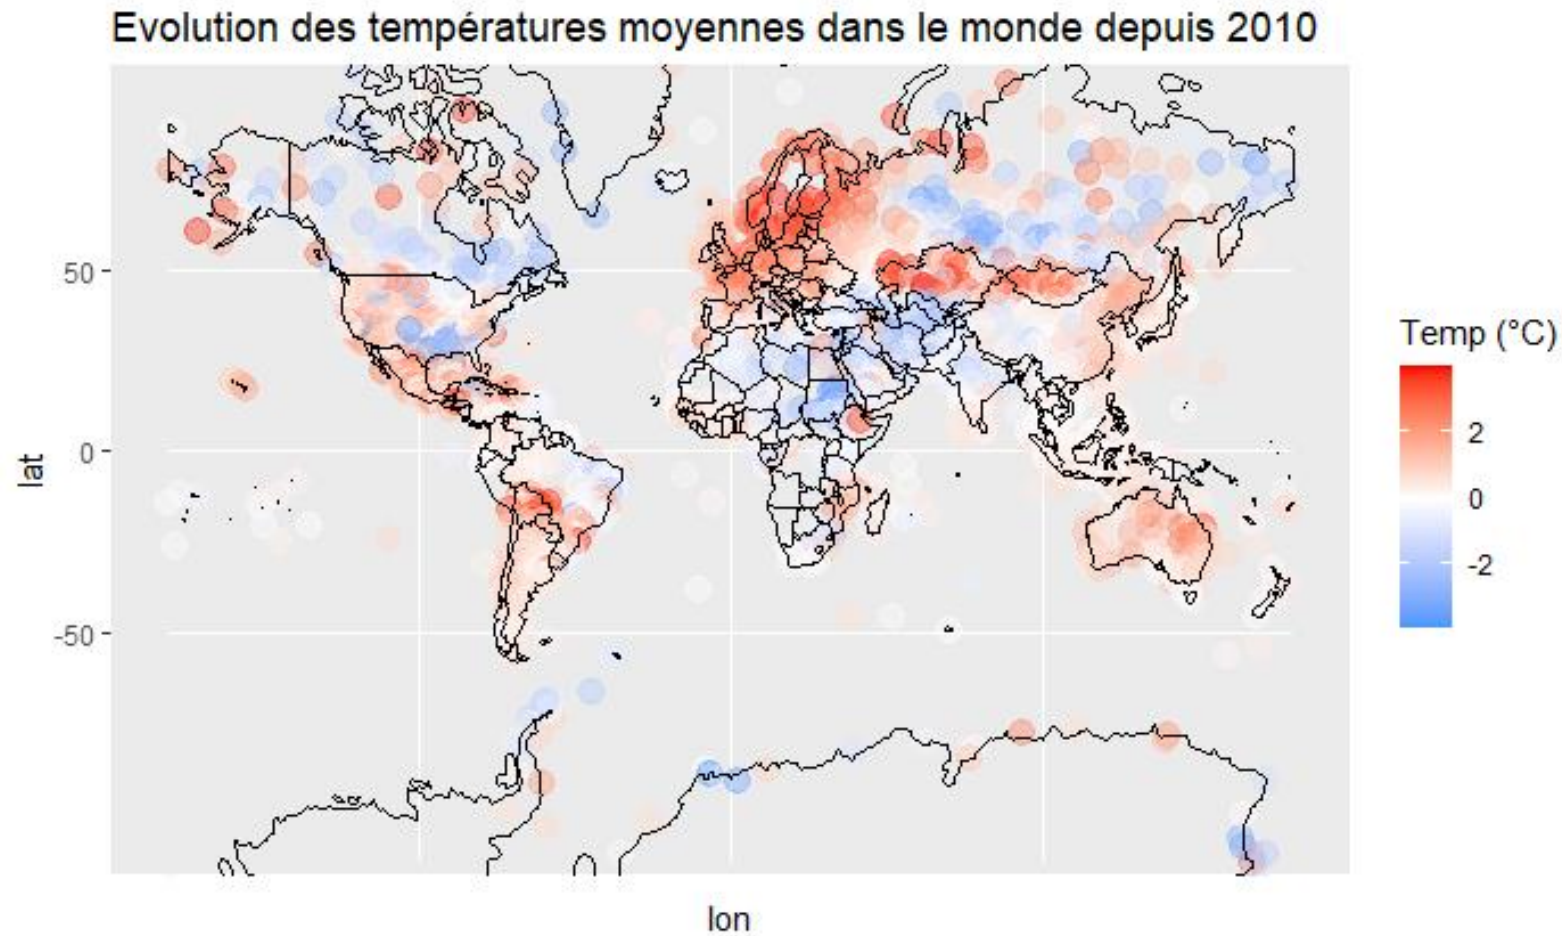 Evolution des températures moyennes dans le monde depuis 2010
50
0
-50
lat
lon
Temp (°C)
2
0
-2